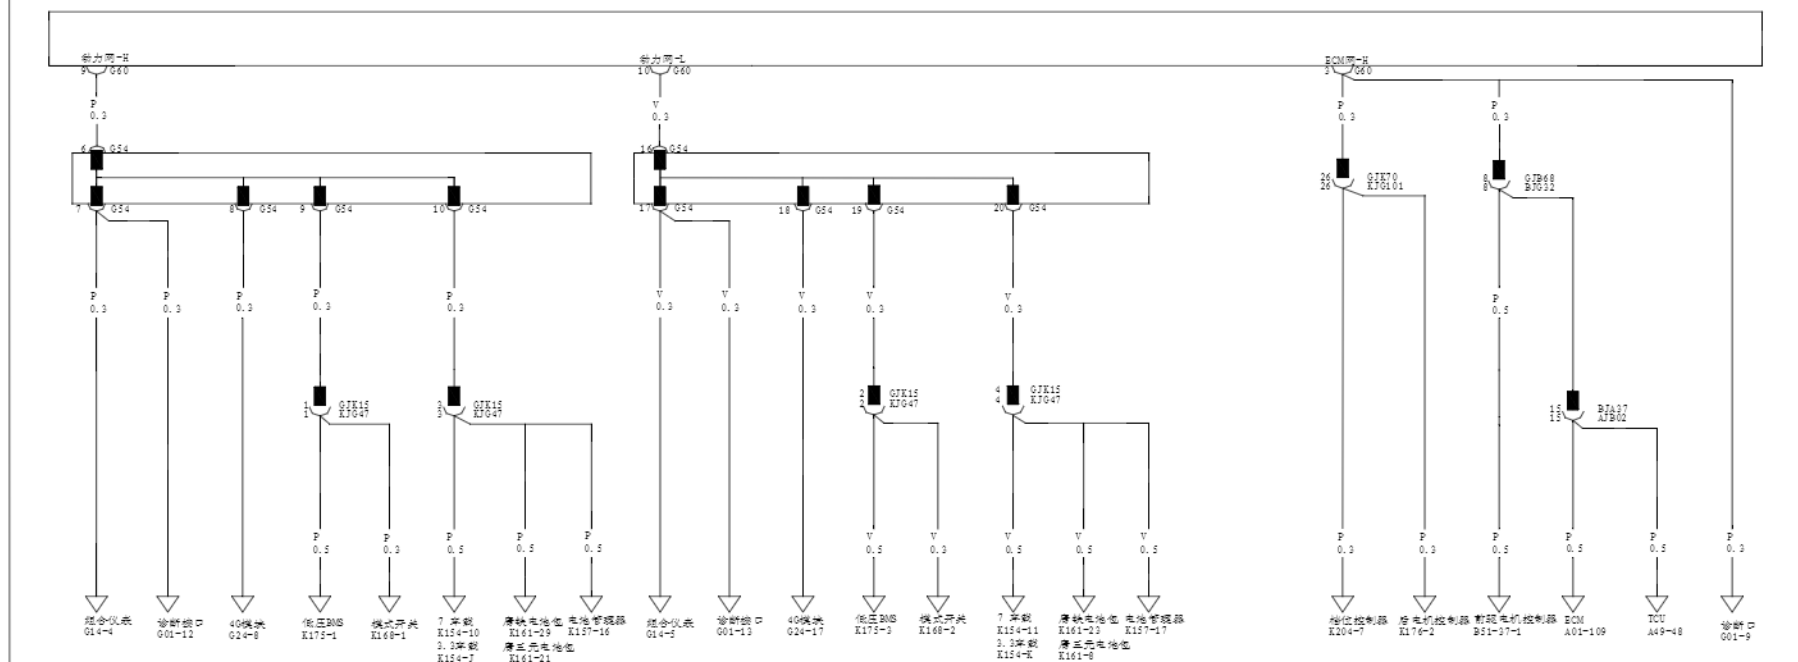 动力网-H
9 G60
动力网-L
10 G60
ECM网-H
3 G60
P
0.3
V
0.3
P
0.3
P
0.3
6 G54
16 G54
26 GJK70
26 KJG101
8 GJB68
8 BJG32
7 G54
8 G54
9 G54
10 G54
17 G54
18 G54
19 G54
20 G54
P
0.3
P
0.3
P
0.3
P
0.3
P
0.3
V
0.3
V
0.3
V
0.3
V
0.3
V
0.3
P
0.5
1 GJK15
1 KJG47
3 GJK15
3 KJG47
2 GJK15
2 KJG47
4 GJK15
4 KJG47
15 BJA37
15 AJB02
P
0.5
P
0.3
P
0.5
P
0.5
P
0.5
V
0.5
V
0.3
V
0.5
V
0.5
V
0.5
P
0.3
P
0.3
P
0.5
P
0.5
P
0.5
P
0.3
组合仪表
G14-4
诊断接口
G01-12
4G模块
G24-8
低压BMS
K175-1
模式开关
K168-1
7 车载
K154-10
3.3车载
K154-J
唐铁电池包
K161-29
唐三元电池包
K161-21
电池管理器
K157-16
组合仪表
G14-5
诊断接口
G01-13
4G模块
G24-17
低压BMS
K175-3
模式开关
K168-2
7 车载
K154-11
3.3车载
K154-K
唐铁电池包
K161-23
唐三元电池包
K161-8
电池管理器
K157-17
档位控制器
K204-7
后电机控制器
K176-2
前驱电机控制器
B51-37-1
ECM
A01-109
TCU
A49-48
诊断口
G01-9